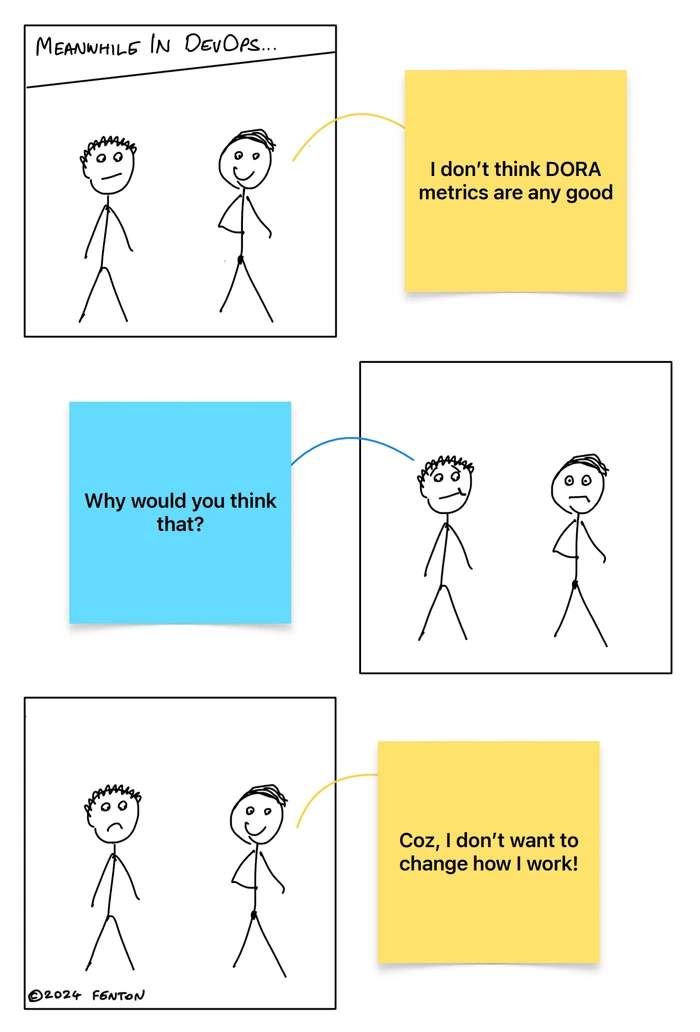 MEANWHILE IN DEVOPS...
I don’t think DORA
metrics are any good
Why would you think
that?
Coz, I don’t want to
change how I work!
©2024 FENTON